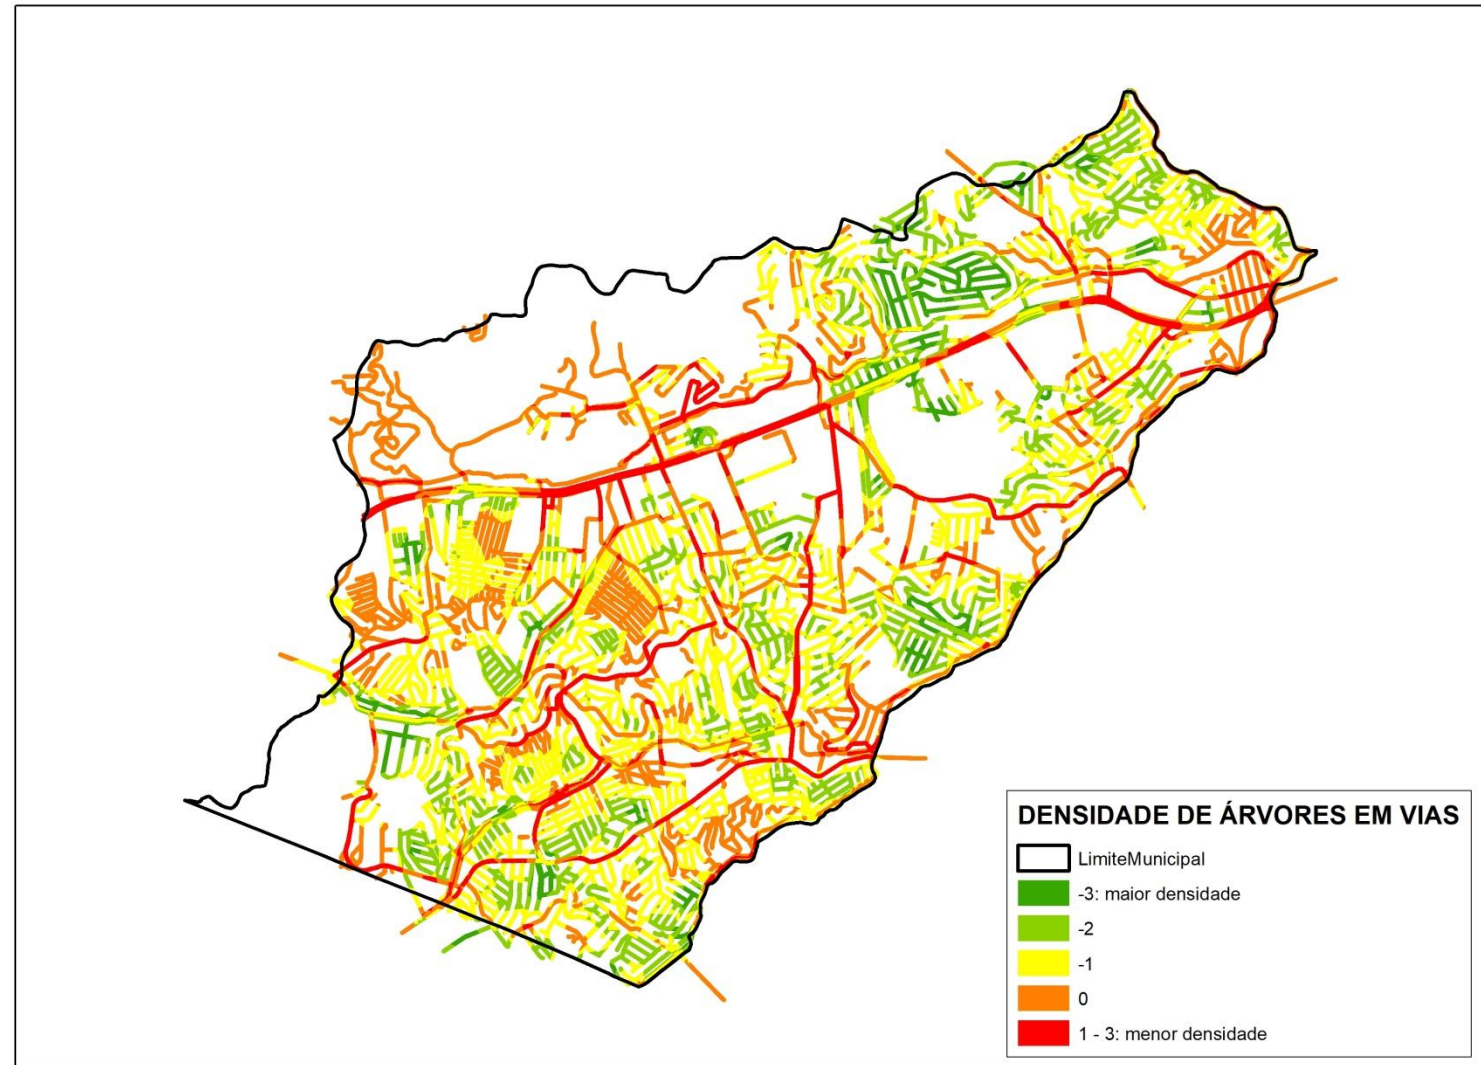 DENSIDADE DE ÁRVORES EM VIAS
LimiteMunicipal
-3: maior densidade
-2
-1
0
1 - 3: menor densidade